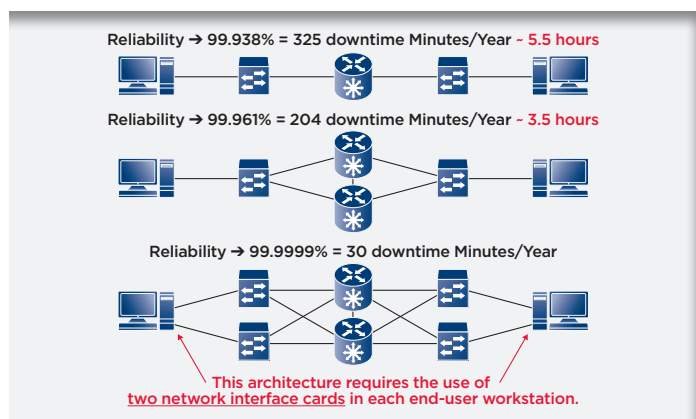 Reliability ➔ 99.938% = 325 downtime Minutes/Year ~ 5.5 hours
Reliability ➔ 99.961% = 204 downtime Minutes/Year ~ 3.5 hours
Reliability ➔ 99.9999% = 30 downtime Minutes/Year
This architecture requires the use of
two network interface cards in each end-user workstation.